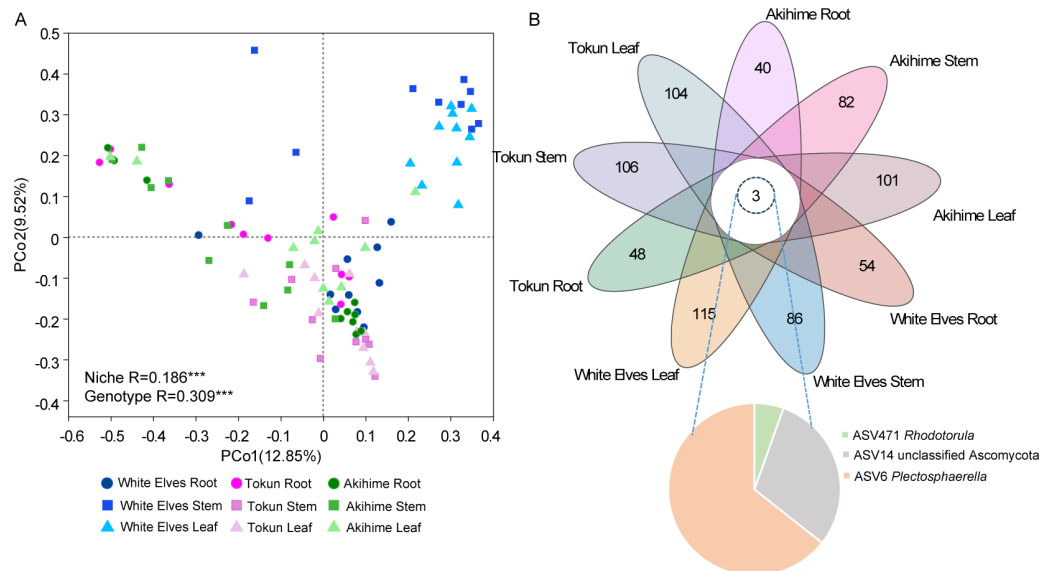 A
PCo2(9.52%)
0.5
0.4
0.3
0.2
0.1
0
-0.1
-0.2
-0.3
-0.4
Niche R=0.186***
Genotype R=0.309***
-0.6 -0.5 -0.4 -0.3 -0.2 -0.1 0 0.1 0.2 0.3 0.4
PCo1(12.85%)
White Elves Root Tokun Root Akihime Root
White Elves Stem Tokun Stem Akihime Stem
White Elves Leaf Tokun Leaf Akihime Leaf
B
Akihime Root
40
Akihime Stem
82
Akihime Leaf
101
White Elves Root
54
White Elves Stem
86
White Elves Leaf
115
Tokun Root
48
Tokun Stem
106
Tokun Leaf
104
3
ASV471 Rhodotorula
ASV14 unclassified Ascomycota
ASV6 Plectosphaerella